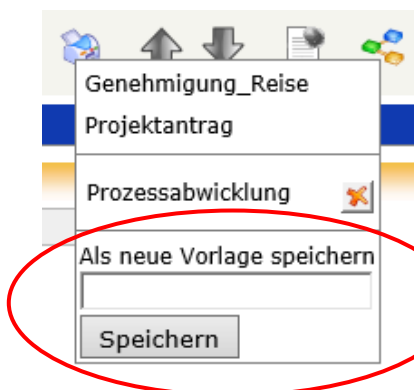 Genehmigung_Reise
Projektantrag
Prozessabwicklung
Als neue Vorlage speichern
Speichern